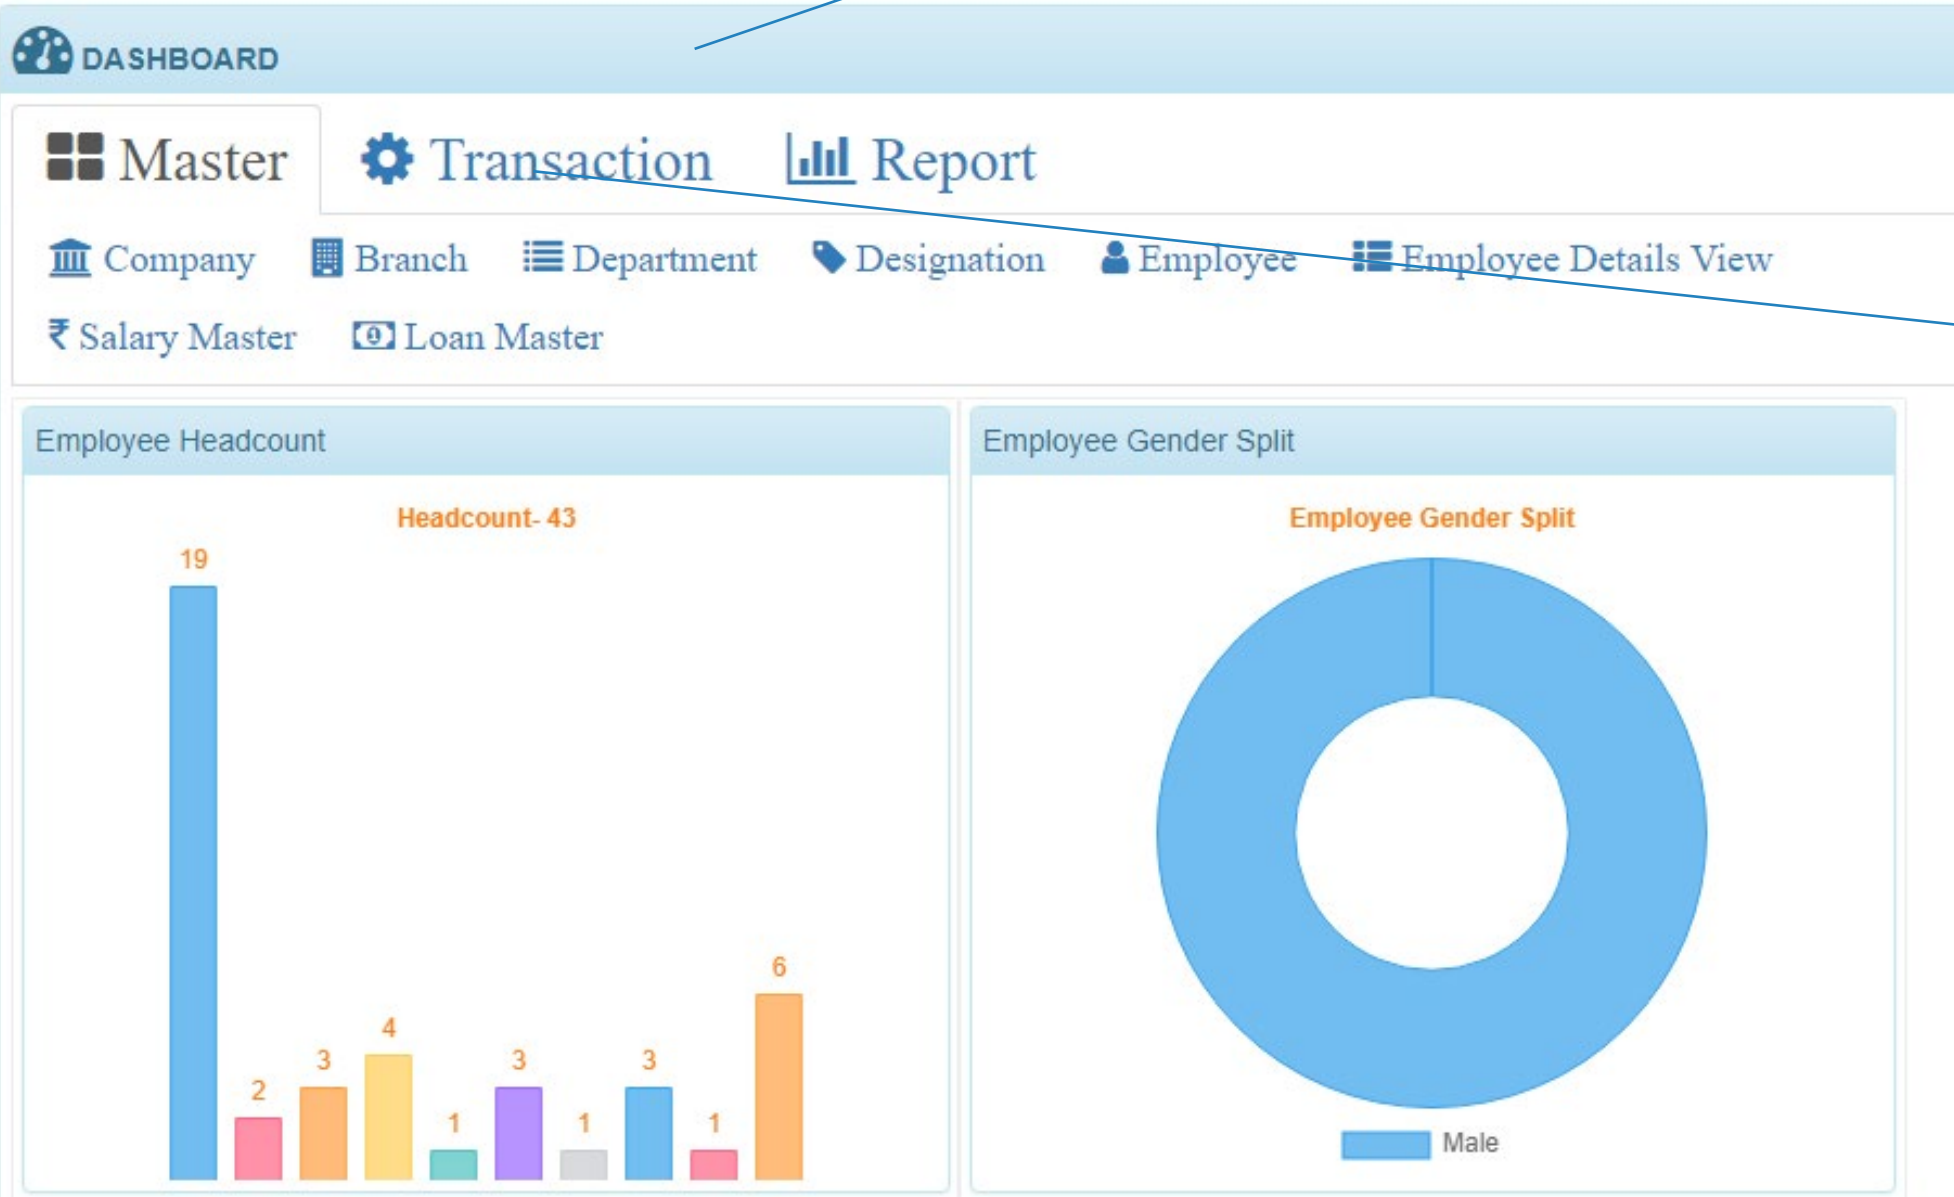 DASHBOARD
Master Transaction Report
Company Branch Department Designation Employee Employee Details View
₹ Salary Master Loan Master
Employee Headcount
Headcount- 43
19
2
3
4
1
3
1
3
1
6
Employee Gender Split
Employee Gender Split
Male